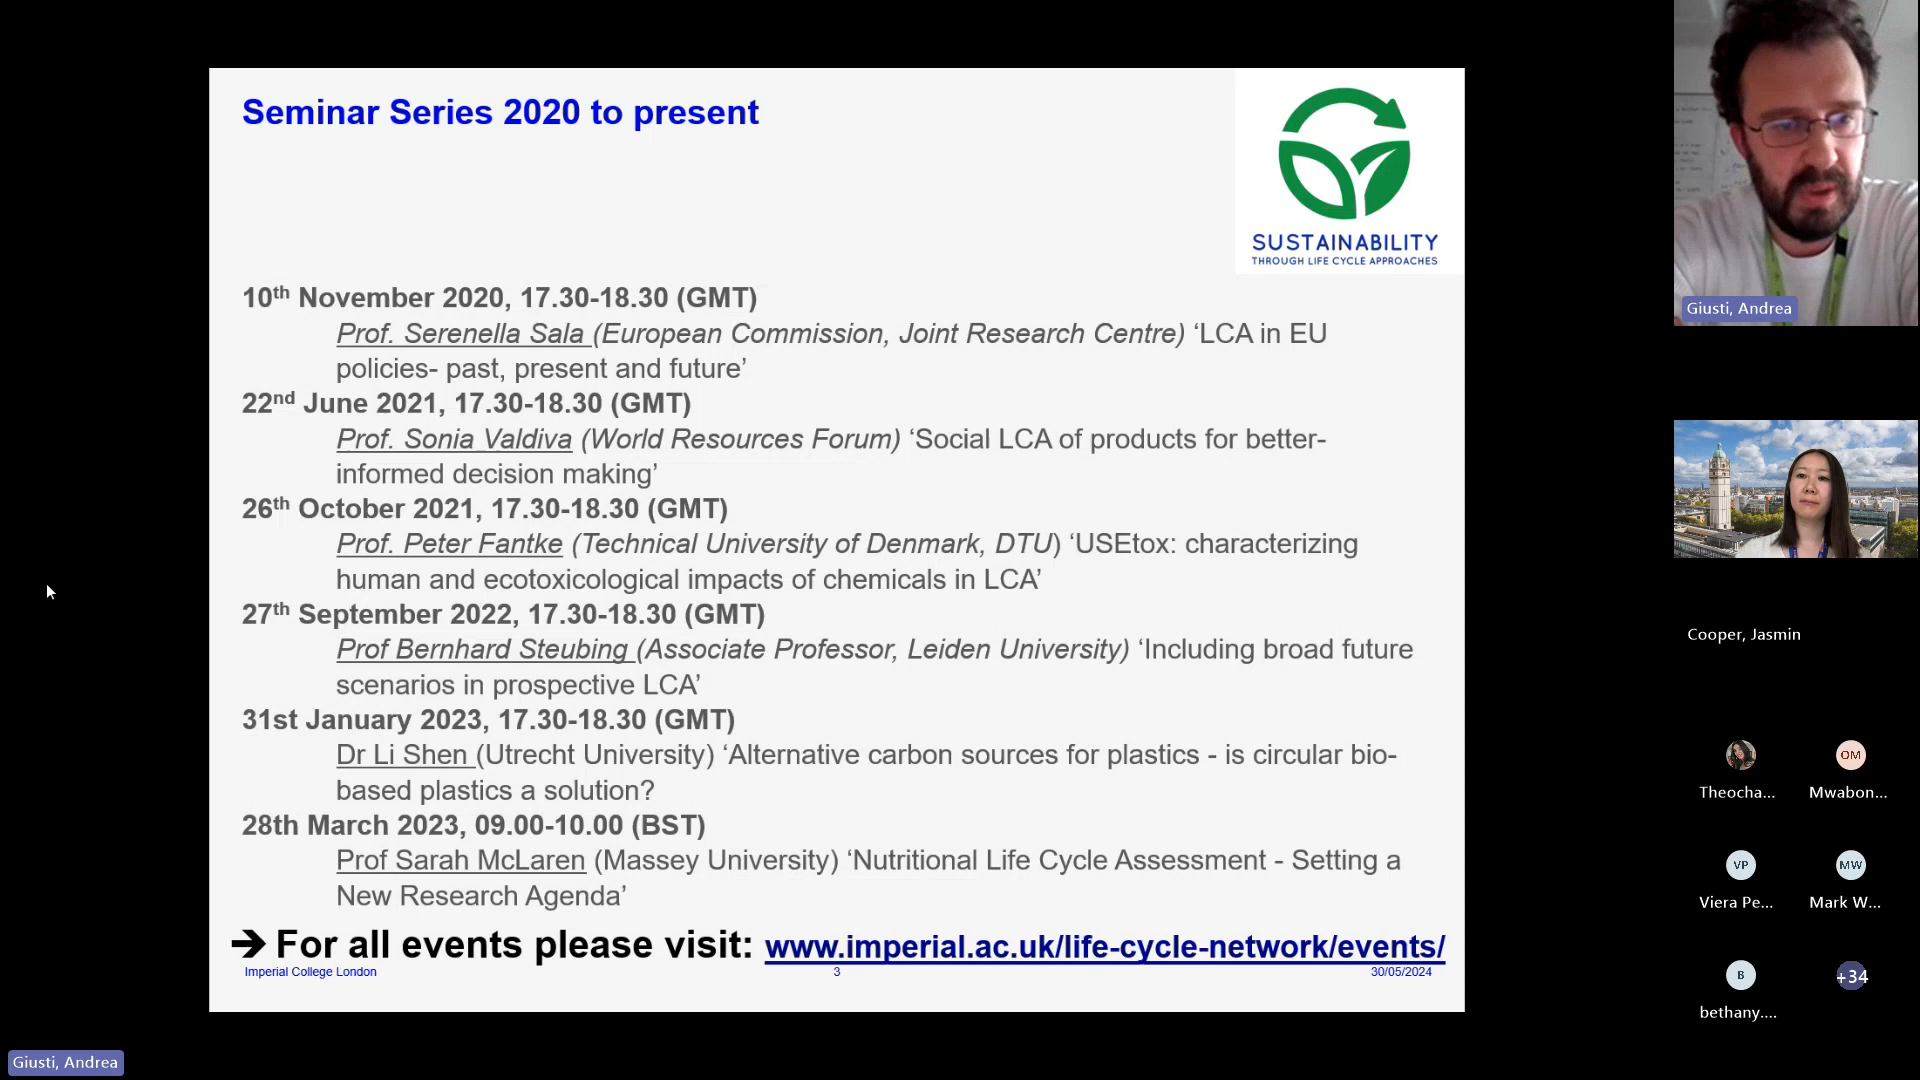 Seminar Series 2020 to present
SUSTAINABILITY
THROUGH LIFE CYCLE APPROACHES
10th November 2020, 17.30-18.30 (GMT)
Prof. Serenella Sala (European Commission, Joint Research Centre) ‘LCA in EU
policies- past, present and future’
22nd June 2021, 17.30-18.30 (GMT)
Prof. Sonia Valdiva (World Resources Forum) ‘Social LCA of products for better-
informed decision making’
26th October 2021, 17.30-18.30 (GMT)
Prof. Peter Fantke (Technical University of Denmark, DTU) ‘USEtox: characterizing
human and ecotoxicological impacts of chemicals in LCA’
27th September 2022, 17.30-18.30 (GMT)
Prof Bernhard Steubing (Associate Professor, Leiden University) ‘Including broad future
scenarios in prospective LCA’
31st January 2023, 17.30-18.30 (GMT)
Dr Li Shen (Utrecht University) ‘Alternative carbon sources for plastics - is circular bio-
based plastics a solution?
28th March 2023, 09.00-10.00 (BST)
Prof Sarah McLaren (Massey University) ‘Nutritional Life Cycle Assessment - Setting a
New Research Agenda’
➔ For all events please visit: www.imperial.ac.uk/life-cycle-network/events/
Imperial College London
3
30/05/2024
Giusti, Andrea
Cooper, Jasmin
Theocha...
OM
Mwabon...
VP
Viera Pe...
MW
Mark W...
B
bethany....
+34
Giusti, Andrea